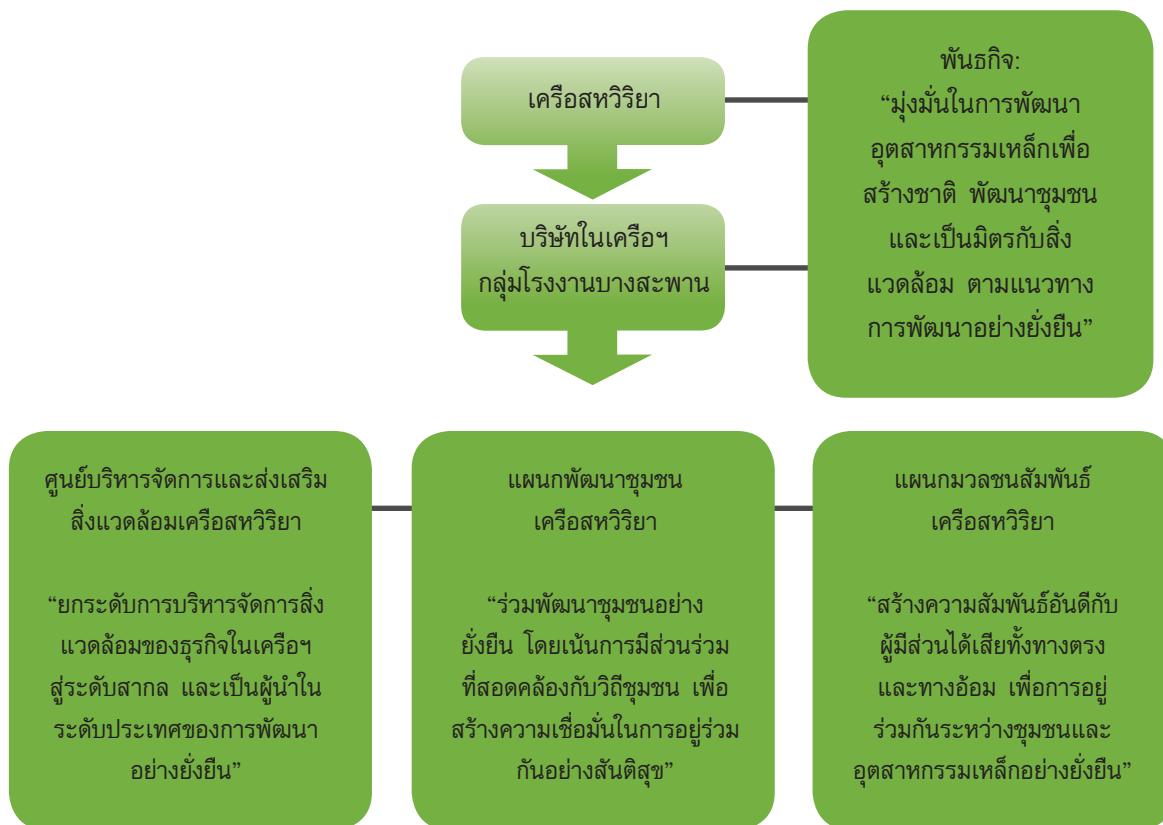 เครือสหวิริยา
บริษัทในเครือฯ
กลุ่มโรงงานบางสะพาน
พันธกิจ:
“มุ่งมั่นในการพัฒนา
อุตสาหกรรมเหล็กเพื่อ
สร้างชาติ พัฒนาชุมชน
และเป็นมิตรกับสิ่ง
แวดล้อม ตามแนวทาง
การพัฒนาอย่างยั่งยืน”
ศูนย์บริหารจัดการและส่งเสริม
สิ่งแวดล้อมเครือสหวิริยา
“ยกระดับการบริหารจัดการสิ่ง
แวดล้อมของธุรกิจในเครือฯ
สู่ระดับสากล และเป็นผู้นำใน
ระดับประเทศของการพัฒนา
อย่างยั่งยืน”
แผนกพัฒนาชุมชน
เครือสหวิริยา
“ร่วมพัฒนาชุมชนอย่าง
ยั่งยืน โดยเน้นการมีส่วนร่วม
ที่สอดคล้องกับวิถีชุมชน เพื่อ
สร้างความเชื่อมั่นในการอยู่ร่วม
กันอย่างสันติสุข”
แผนกมวลชนสัมพันธ์
เครือสหวิริยา
“สร้างความสัมพันธ์อันดีกับ
ผู้มีส่วนได้เสียทั้งทางตรง
และทางอ้อม เพื่อการอยู่
ร่วมกันระหว่างชุมชนและ
อุตสาหกรรมเหล็กอย่างยั่งยืน”